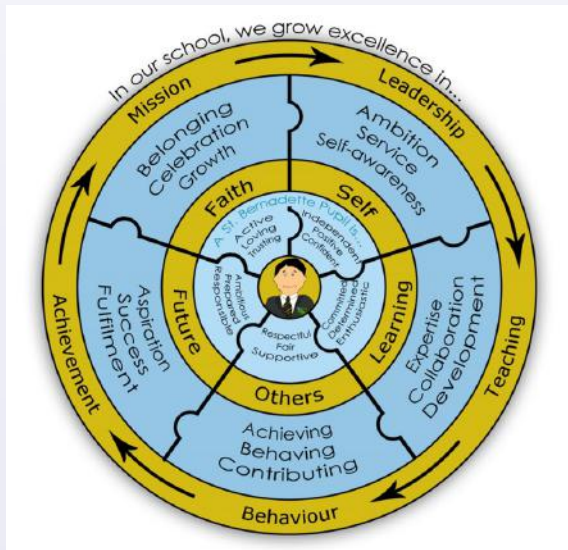 In our school, we grow excellence in...
Mission
Leadership
Teaching
Behaviour
Achievement
Belonging
Celebration
Growth
Ambition
Service
Self-awareness
Expertise
Collaboration
Development
Achieving
Behaving
Contributing
Aspiration
Success
Fulfilment
Faith
Self
Learning
Others
Future
A St. Bernadette Pupil is...
Active
Loving
Trusting
Independent
Positive
Confident
Committed
Determined
Enthusiastic
Respectful
Fair
Supportive
Ambitious
Prepared
Responsible